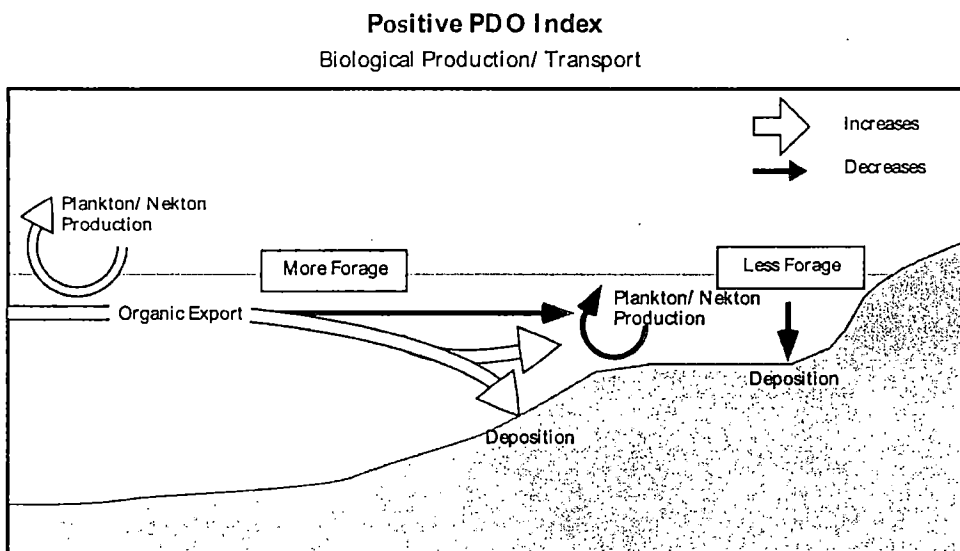 Positive PDO Index
Biological Production/ Transport
Increases
Decreases
Plankton/ Nekton
Production
More Forage
Less Forage
Organic Export
Plankton/ Nekton
Production
Deposition
Deposition